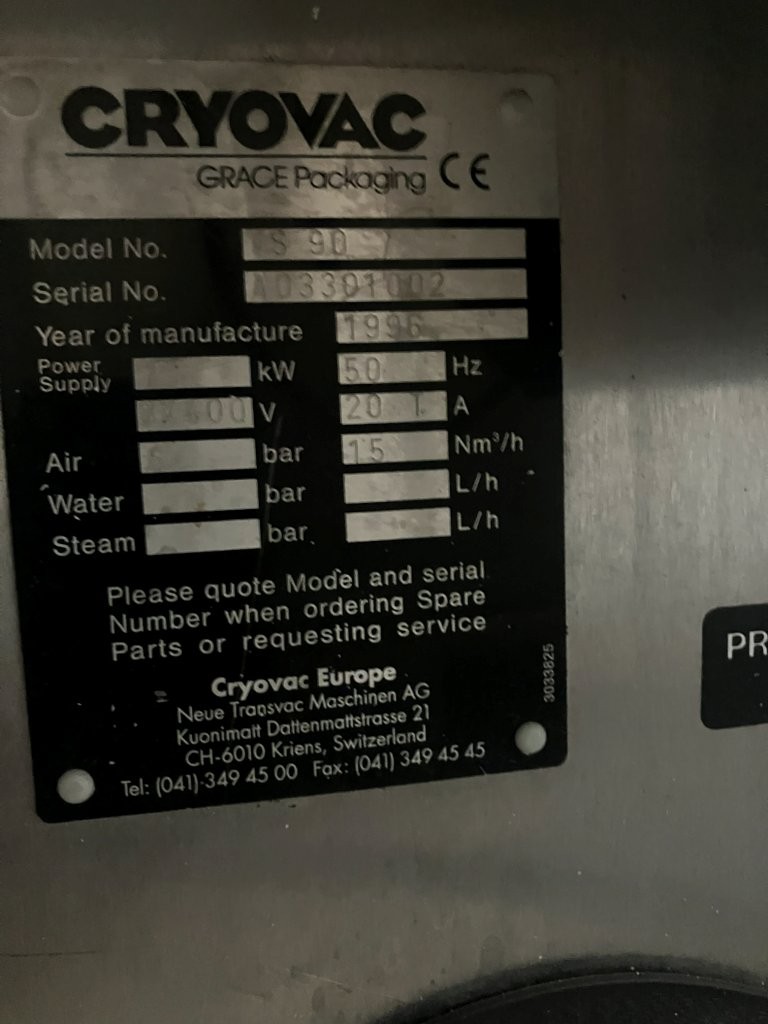 CRYOVAC
GRACE Packaging CE
Model No. S 90
Serial No. A03301002
Year of manufacture 1996
Power Supply kW 50 Hz
V 20 A
Air bar 15 Nm³/h
Water bar L/h
Steam bar L/h
Please quote Model and serial
Number when ordering Spare
Parts or requesting service
Cryovac Europe
Neue Transvac Maschinen AG
Kuonimatt Dattenmattstrasse 21
CH-6010 Kriens, Switzerland
Tel: (041) 349 45 00 Fax: (041) 349 45 45
3033825
PR